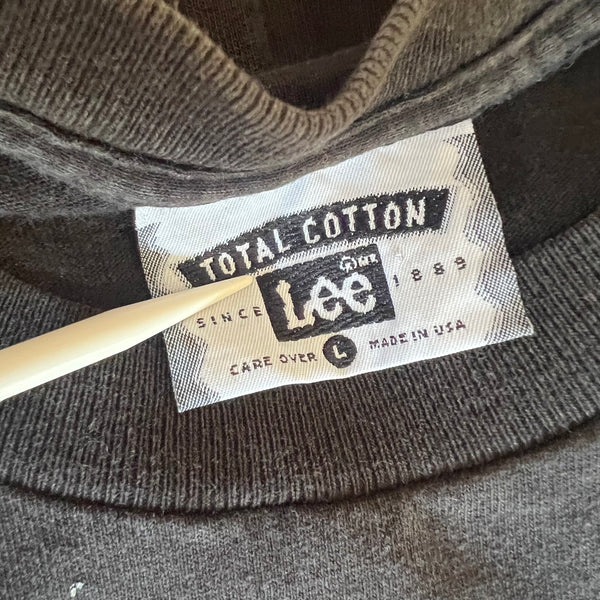 TOTAL COTTON
Lee
SINCE 1889
CARE OVER L MADE IN USA